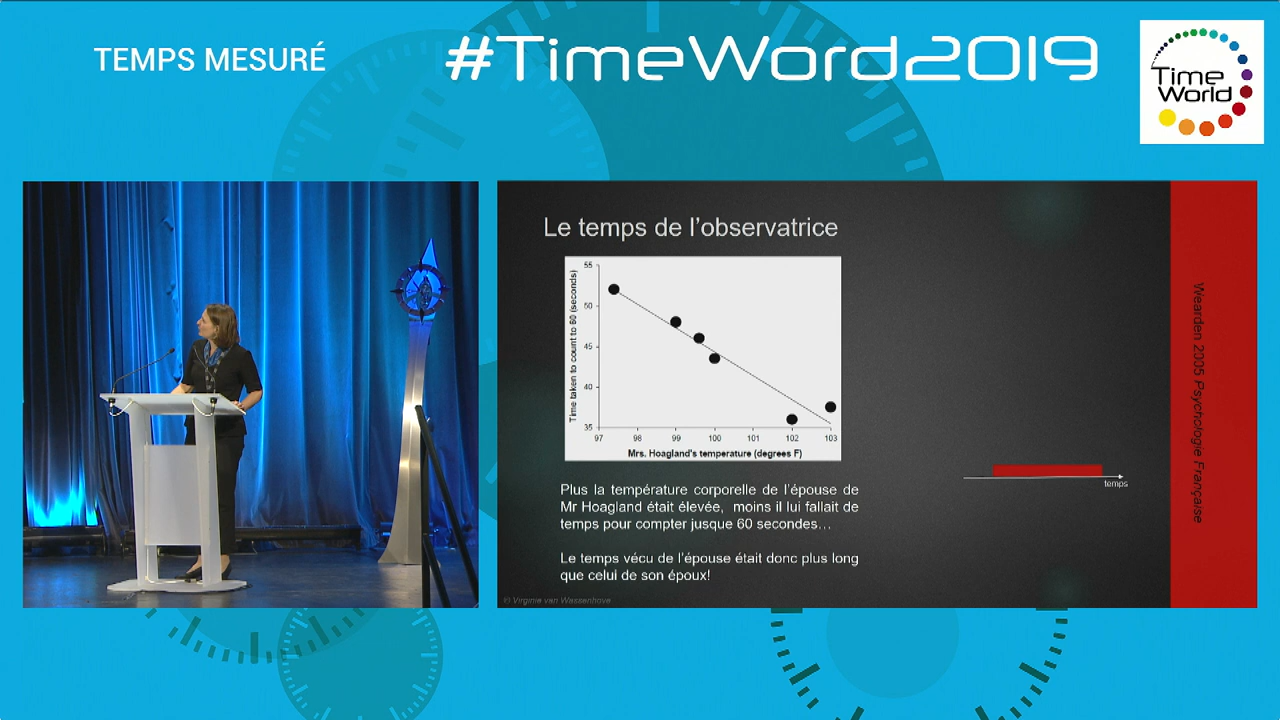 TEMPS MESURÉ
#TimeWord2019
Time
World
Le temps de l'observatrice
Time taken to count to 60 (seconds)
55
50
45
40
35
97 98 99 100 101 102 103
Mrs. Hoagland's temperature (degrees F)
Plus la température corporelle de l'épouse de
Mr Hoagland était élevée, moins il lui fallait de
temps pour compter jusque 60 secondes…
Le temps vécu de l'épouse était donc plus long
que celui de son époux!
temps
Wearden 2005 Psychologie Française
© Virginie van Wassenhove